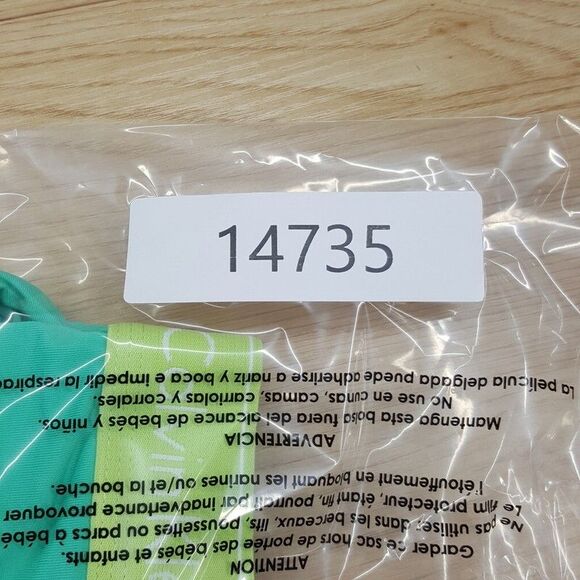 14735
Calvin Kle
ATTENTION
Garder ce sac hors de portée des bébés et enfants.
Ne pas utiliser: dans les berceaux, lits, poussettes ou parcs à bébé
Le film protecteur, étant fin, pourrait par inadvertance provoquer
l'étouffement en bloquant les narines ou/et la bouche.
ADVERTENCIA
Mantenga esta bolsa fuera del alcance de bebés y niños.
No use en cunas, camas, carriolas y corrales.
La película delgada puede adherirse a nariz y boca e impedir la respirac